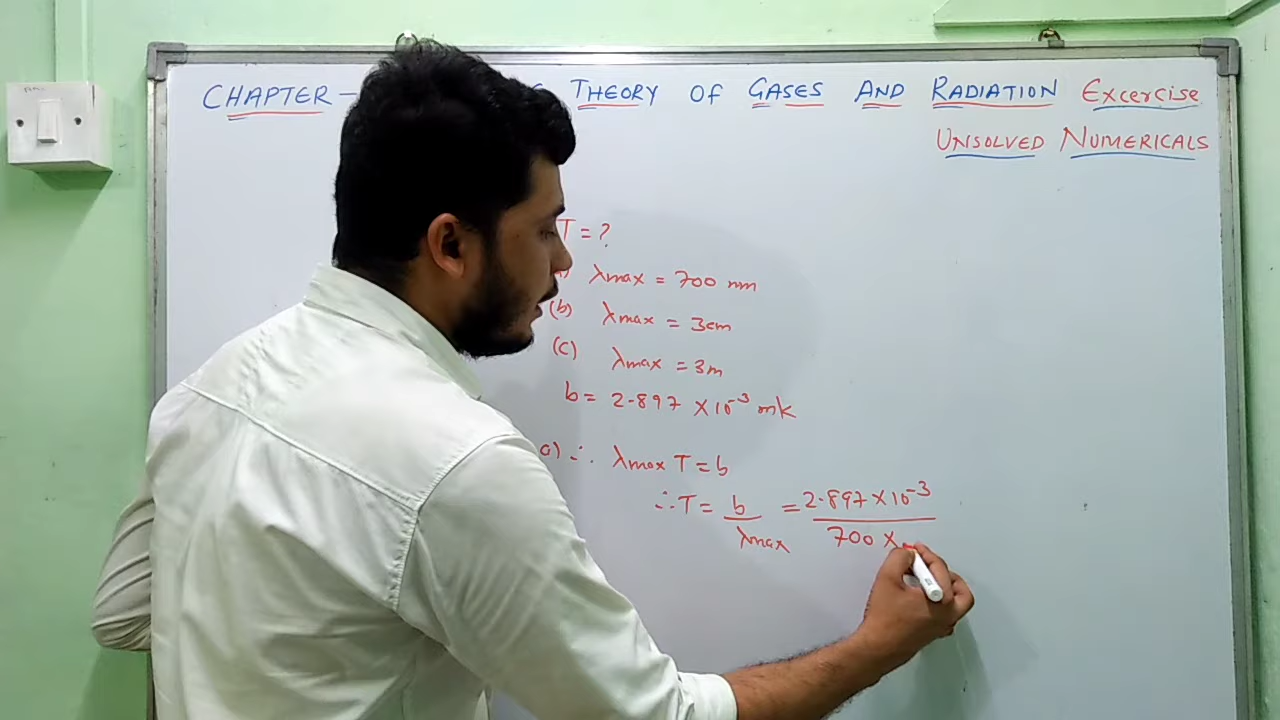 CHAPTER- THEORY OF GASES AND RADIATION Excercise
UNSOLVED NUMERICALS
T = ?
λmax = 700 nm
(b) λmax = 3cm
(c) λmax = 3m
b = 2.897 × 10⁻³ mk
a) ∴ λmax T = b
∴ T = b/λmax = 2.897 × 10⁻³/700 ×